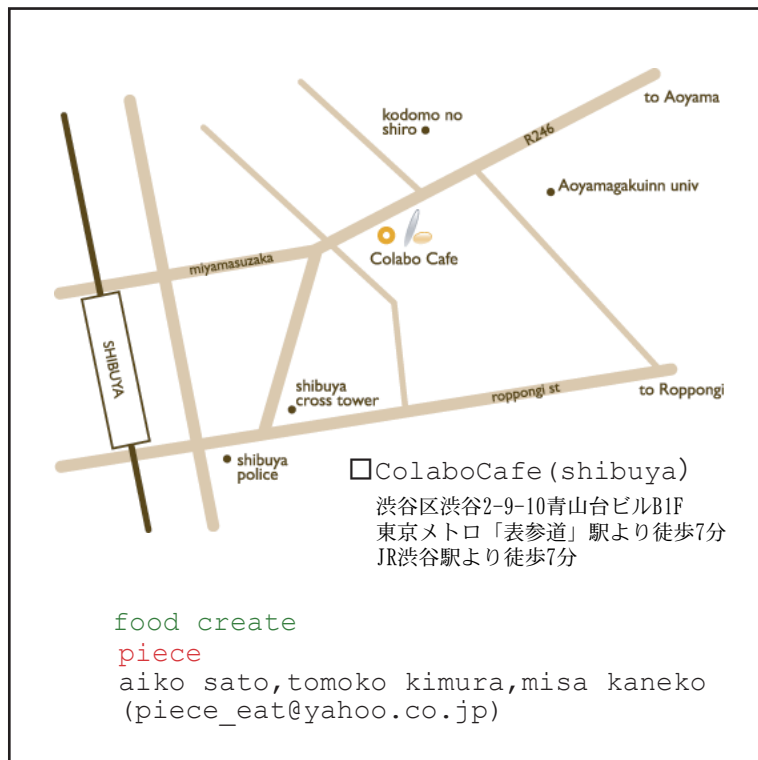 to Aoyama
kodomo no
shiro
R246
Aoyamagakuinn univ
Colabo Cafe
miyamasuzaka
SHIBUYA
shibuya
cross tower
roppongi st
to Roppongi
shibuya
police
□ColaboCafe(shibuya)
渋谷区渋谷2-9-10青山台ビルB1F
東京メトロ「表参道」駅より徒歩7分
JR渋谷駅より徒歩7分
food create
piece
aiko sato,tomoko kimura,misa kaneko
(piece_eat@yahoo.co.jp)